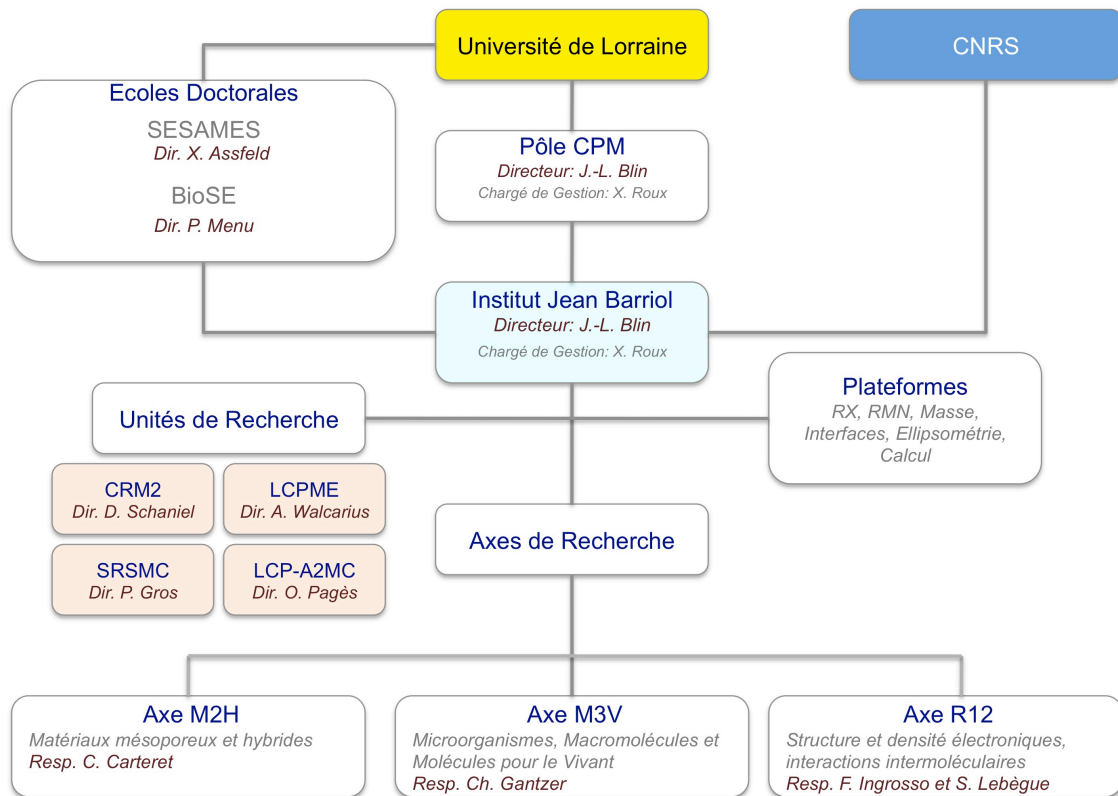 Université de Lorraine
CNRS
Ecoles Doctorales
SESAMES
Dir. X. Assfeld
BioSE
Dir. P. Menu
Pôle CPM
Directeur: J.-L. Blin
Chargé de Gestion: X. Roux
Institut Jean Barriol
Directeur: J.-L. Blin
Chargé de Gestion: X. Roux
Unités de Recherche
Plateformes
RX, RMN, Masse,
Interfaces, Ellipsométrie,
Calcul
CRM2
Dir. D. Schaniel
LCPME
Dir. A. Walcarius
SRSMC
Dir. P. Gros
LCP-A2MC
Dir. O. Pagès
Axes de Recherche
Axe M2H
Matériaux mésoporeux et hybrides
Resp. C. Carteret
Axe M3V
Microorganismes, Macromolécules et
Molécules pour le Vivant
Resp. Ch. Gantzer
Axe R12
Structure et densité électroniques,
interactions intermoléculaires
Resp. F. Ingrosso et S. Lebègue